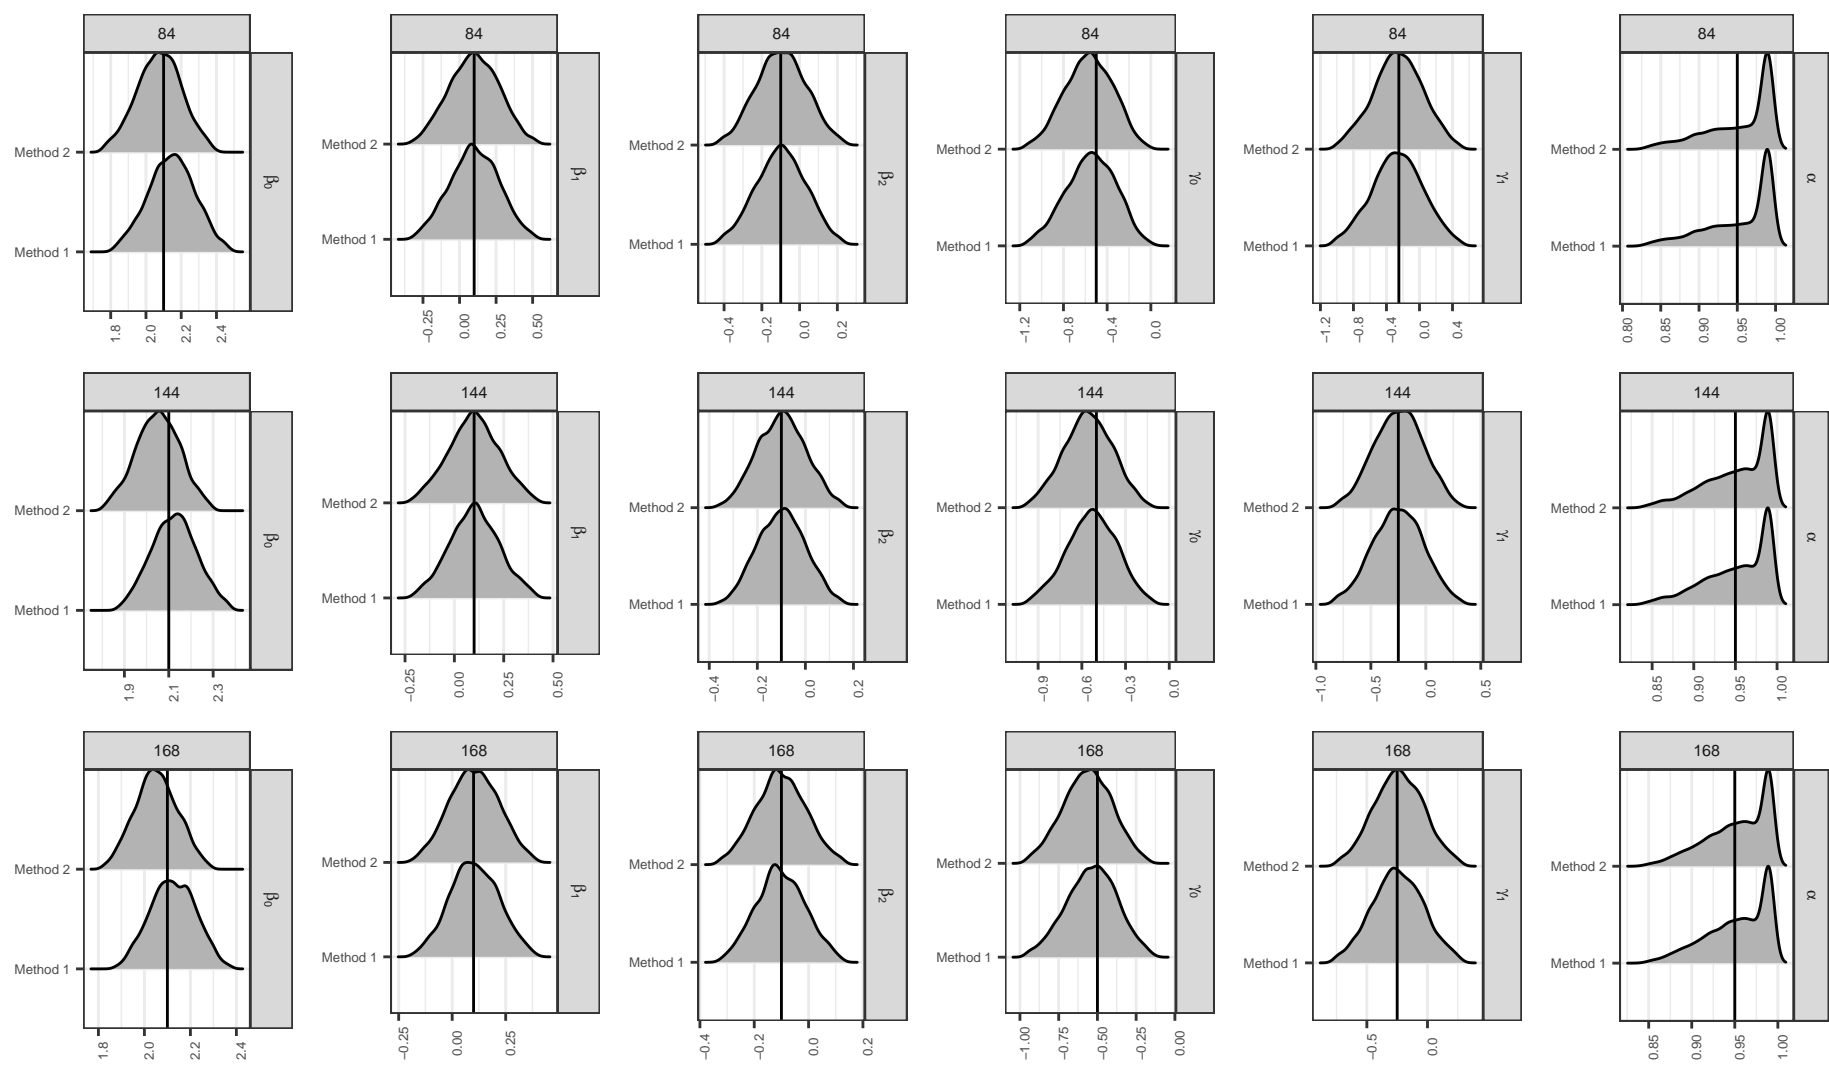 84
84
84
84
84
84
Method 2
Method 1
β0
Method 2
Method 1
β1
Method 2
Method 1
β2
Method 2
Method 1
γ0
Method 2
Method 1
γ1
Method 2
Method 1
α
1.8 2.0 2.2 2.4
−0.25 0.00 0.25 0.50
−0.4 −0.2 0.0 0.2
−1.2 −0.8 −0.4 0.0
−1.2 −0.8 −0.4 0.0 0.4
0.80 0.85 0.90 0.95 1.00
144
144
144
144
144
144
Method 2
Method 1
β0
Method 2
Method 1
β1
Method 2
Method 1
β2
Method 2
Method 1
γ0
Method 2
Method 1
γ1
Method 2
Method 1
α
1.9 2.1 2.3
−0.25 0.00 0.25 0.50
−0.4 −0.2 0.0 0.2
−0.9 −0.6 −0.3 0.0
−1.0 −0.5 0.0 0.5
0.85 0.90 0.95 1.00
168
168
168
168
168
168
Method 2
Method 1
β0
Method 2
Method 1
β1
Method 2
Method 1
β2
Method 2
Method 1
γ0
Method 2
Method 1
γ1
Method 2
Method 1
α
1.8 2.0 2.2 2.4
−0.25 0.00 0.25
−0.4 −0.2 0.0 0.2
−1.00 −0.75 −0.50 −0.25 0.00
−0.5 0.0
0.85 0.90 0.95 1.00